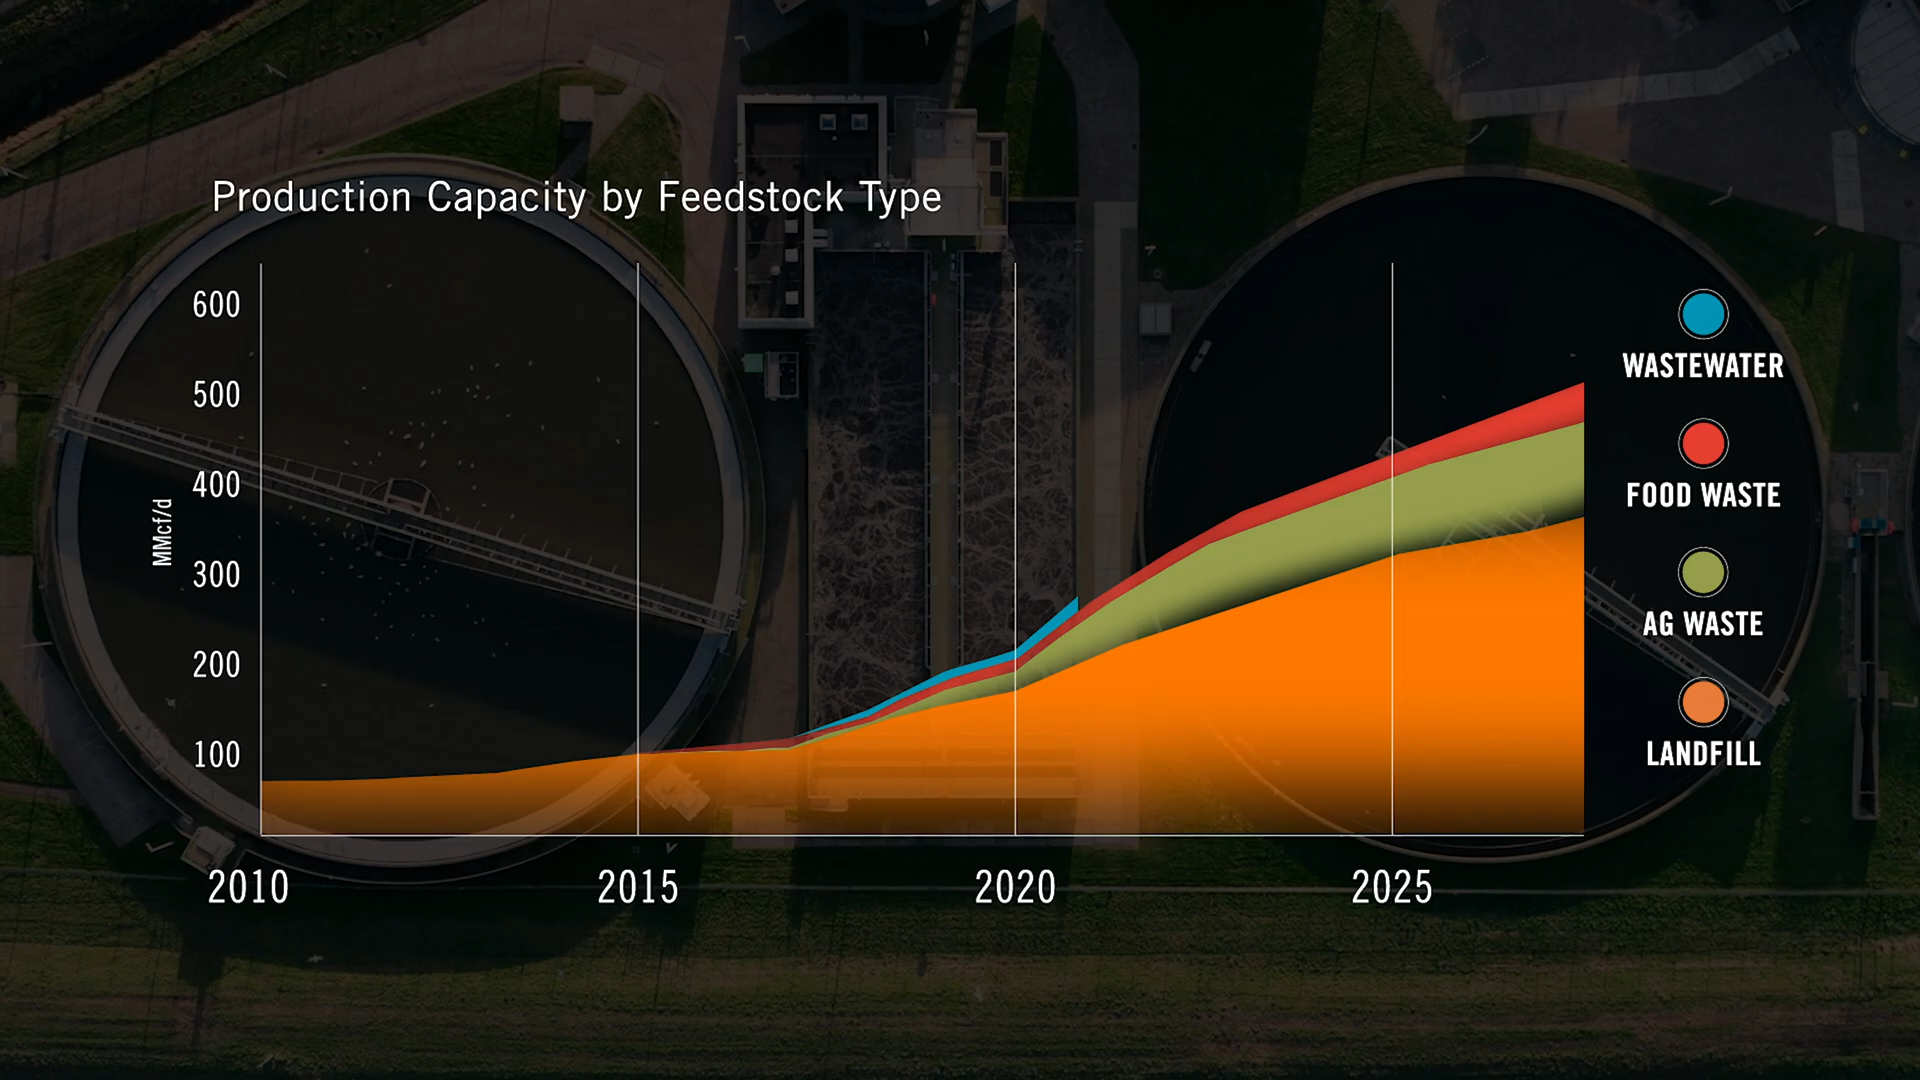 Production Capacity by Feedstock Type
600
500
400
300
200
100
MMcf/d
2010
2015
2020
2025
WASTEWATER
FOOD WASTE
AG WASTE
LANDFILL